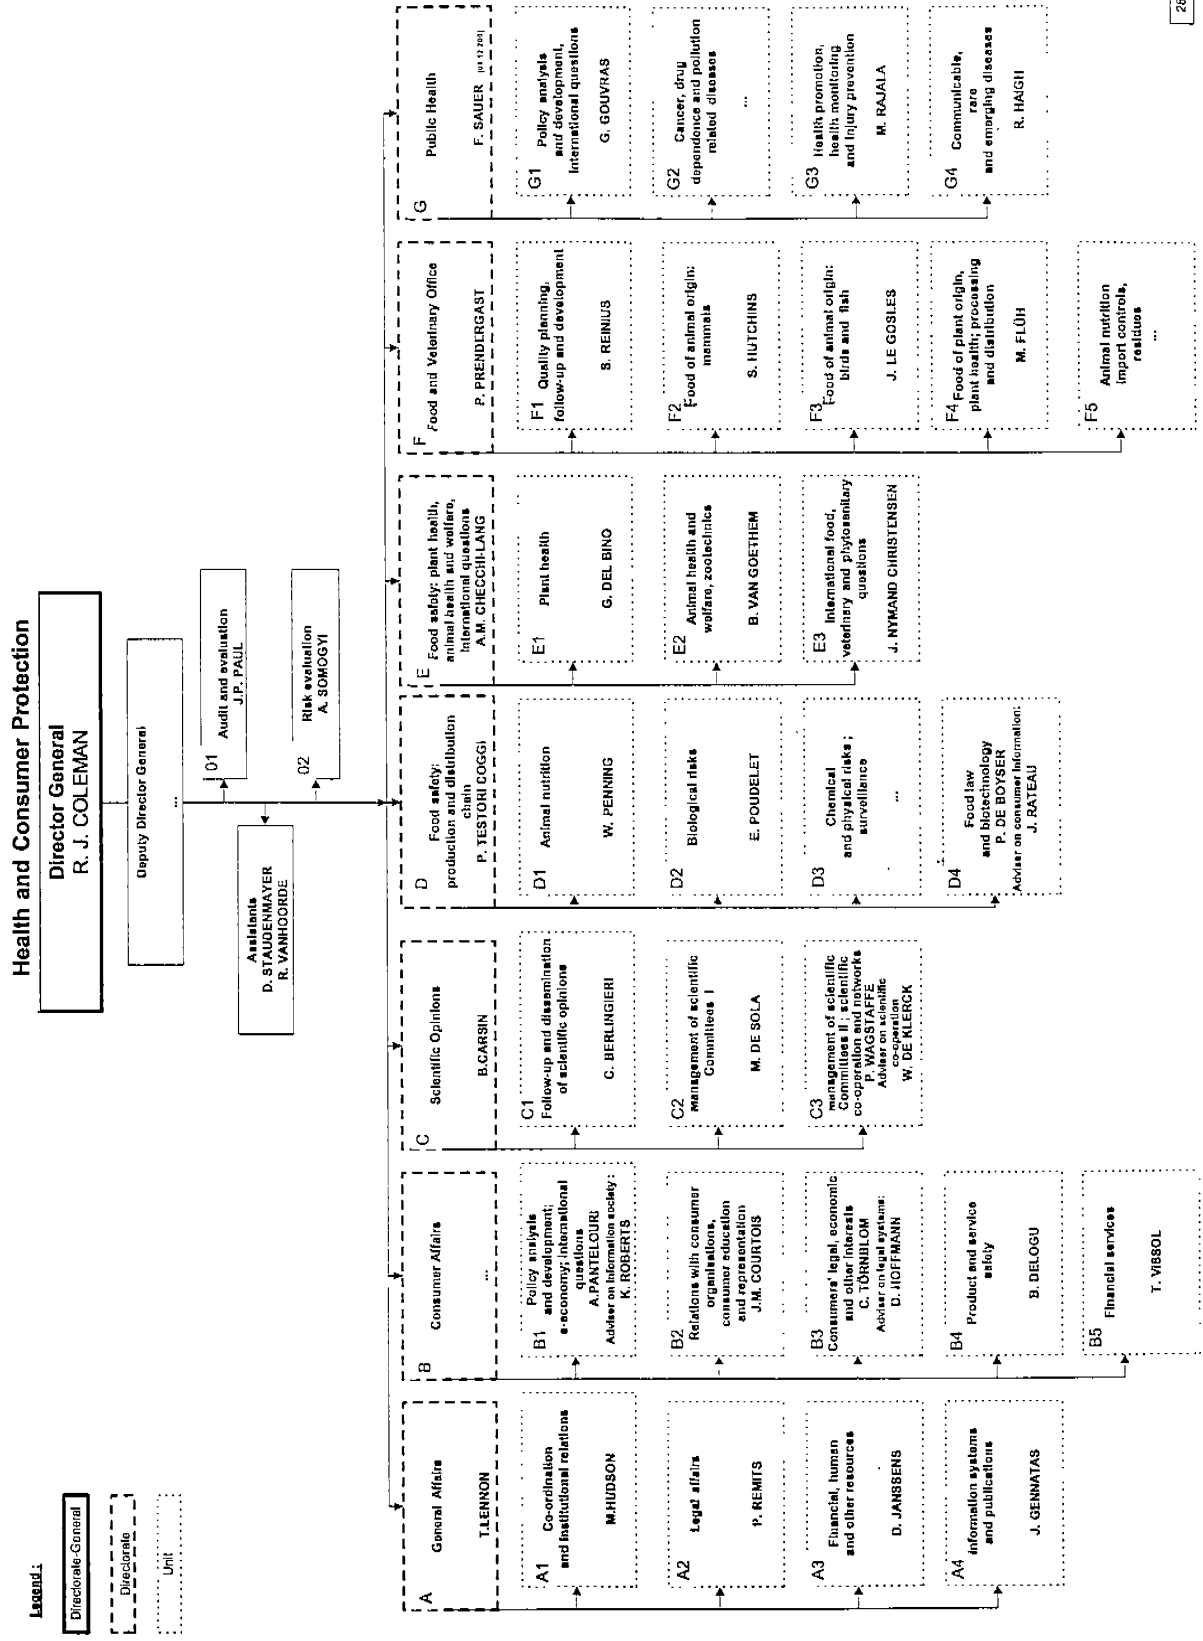 Health and Consumer Protection
Director General
R. J. COLEMAN
Deputy Director General
...
01
Audit and evaluation
J.P. PAUL
Assistants
D. STAUDENMAYER
R. VANHOORDE
02
Risk evaluation
A. SOMOGYI
Legend :
Directorate-General
Directorate
Unit
A
General Affairs
T.LENNON
A1
Co-ordination
and institutional relations
M.HUDSON
A2
Legal affairs
P. REMITS
A3
Financial, human
and other resources
D. JANSSENS
A4
Information systems
and publications
J. GENNATAS
B
Consumer Affairs
...
B1
Policy analysis
and development;
e-economy; international
questions
A.PANTELOURI
Adviser on Information society :
K. ROBERTS
B2
Relations with consumer
organisations,
consumer education
and representation
J.M. COURTOIS
B3
Consumers' legal, economic
and other interests
C. TÖRNBLOM
Adviser on legal systems:
D. HOFFMANN
B4
Product and service
safety
B. DELOGU
B5
Financial services
T. VISSOL
C
Scientific Opinions
B.CARSIN
C1
Follow-up and dissemination
of scientific opinions
C. BERLINGIERI
C2
management of scientific
Committees I
M. DE SOLA
C3
management of scientific
Committees II ; scientific
co-operation and networks
P. WAGSTAFFE
Adviser on scientific
co-operation
W. DE KLERCK
D
Food safety:
production and distribution
chain
P. TESTORI COGGI
D1
Animal nutrition
W. PENNING
D2
Biological risks
E. POUDELET
D3
Chemical
and physical risks ;
surveillance
...
D4
Food law
and biotechnology
P. DE BOYSER
Adviser on consumer Information:
J. RATEAU
E
Food safety: plant health,
animal health and welfare,
International questions
A.M. CHECCHI-LANG
E1
Plant health
G. DEL BINO
E2
Animal health and
welfare, zootechnics
B. VAN GOETHEM
E3
International food,
veterinary and phytosanitary
questions
J. NYMAND CHRISTENSEN
F
Food and Veterinary Office
P. PRENDERGAST
F1
Quality planning,
follow-up and development
S. REINIUS
F2
Food of animal origin:
mammals
S. HUTCHINS
F3
Food of animal origin:
birds and fish
J. LE GOSLES
F4
Food of plant origin,
plant health; processing
and distribution
M. FLÜH
F5
Animal nutrition
import controls,
residues
...
G
Public Health
F. SAUER
G1
Policy analysis
and development,
International questions
G. GOUVRAS
G2
Cancer, drug
dependence and pollution
related diseases
...
G3
Health promotion,
health monitoring
and Injury prevention
M. RAJALA
G4
Communicable,
rare
and emerging diseases
R. HAIGH